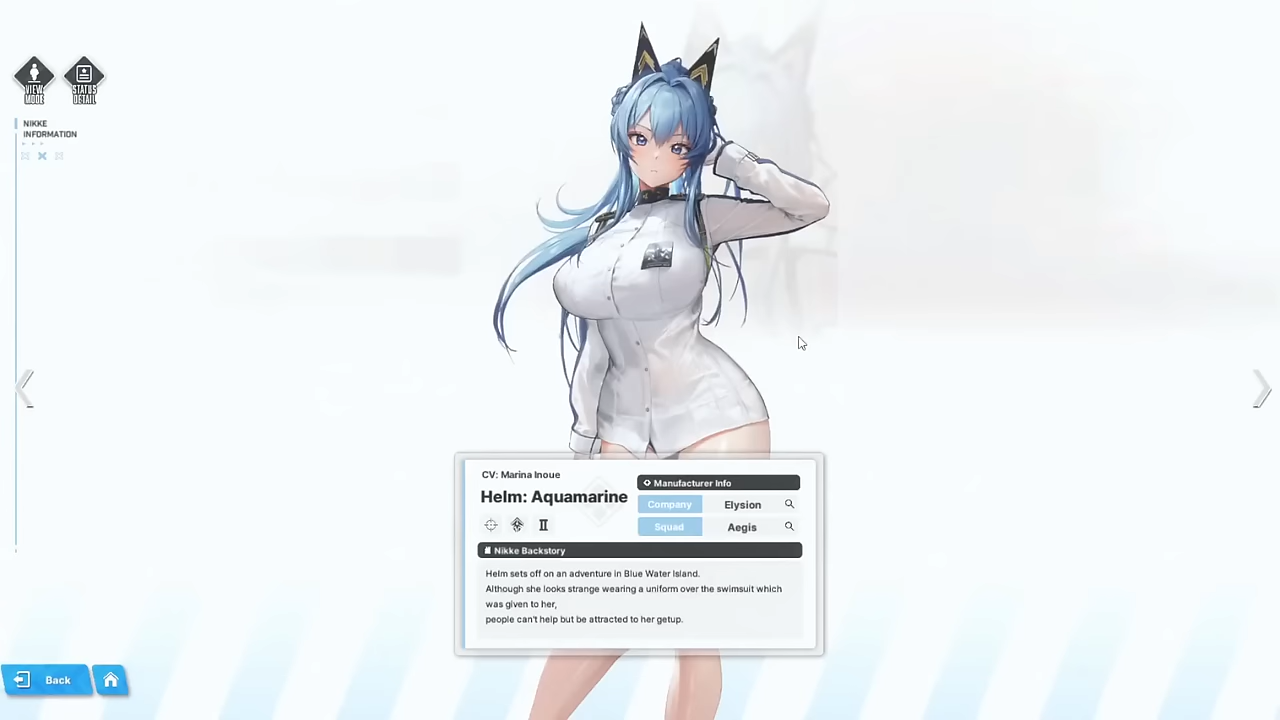 VIEW
MODE
STATUS
DETAIL
NIKKE
INFORMATION
CV: Marina Inoue
Helm: Aquamarine
II
Manufacturer Info
Company Elysion
Squad Aegis
Nikke Backstory
Helm sets off on an adventure in Blue Water Island.
Although she looks strange wearing a uniform over the swimsuit which
was given to her,
people can't help but be attracted to her getup.
Back